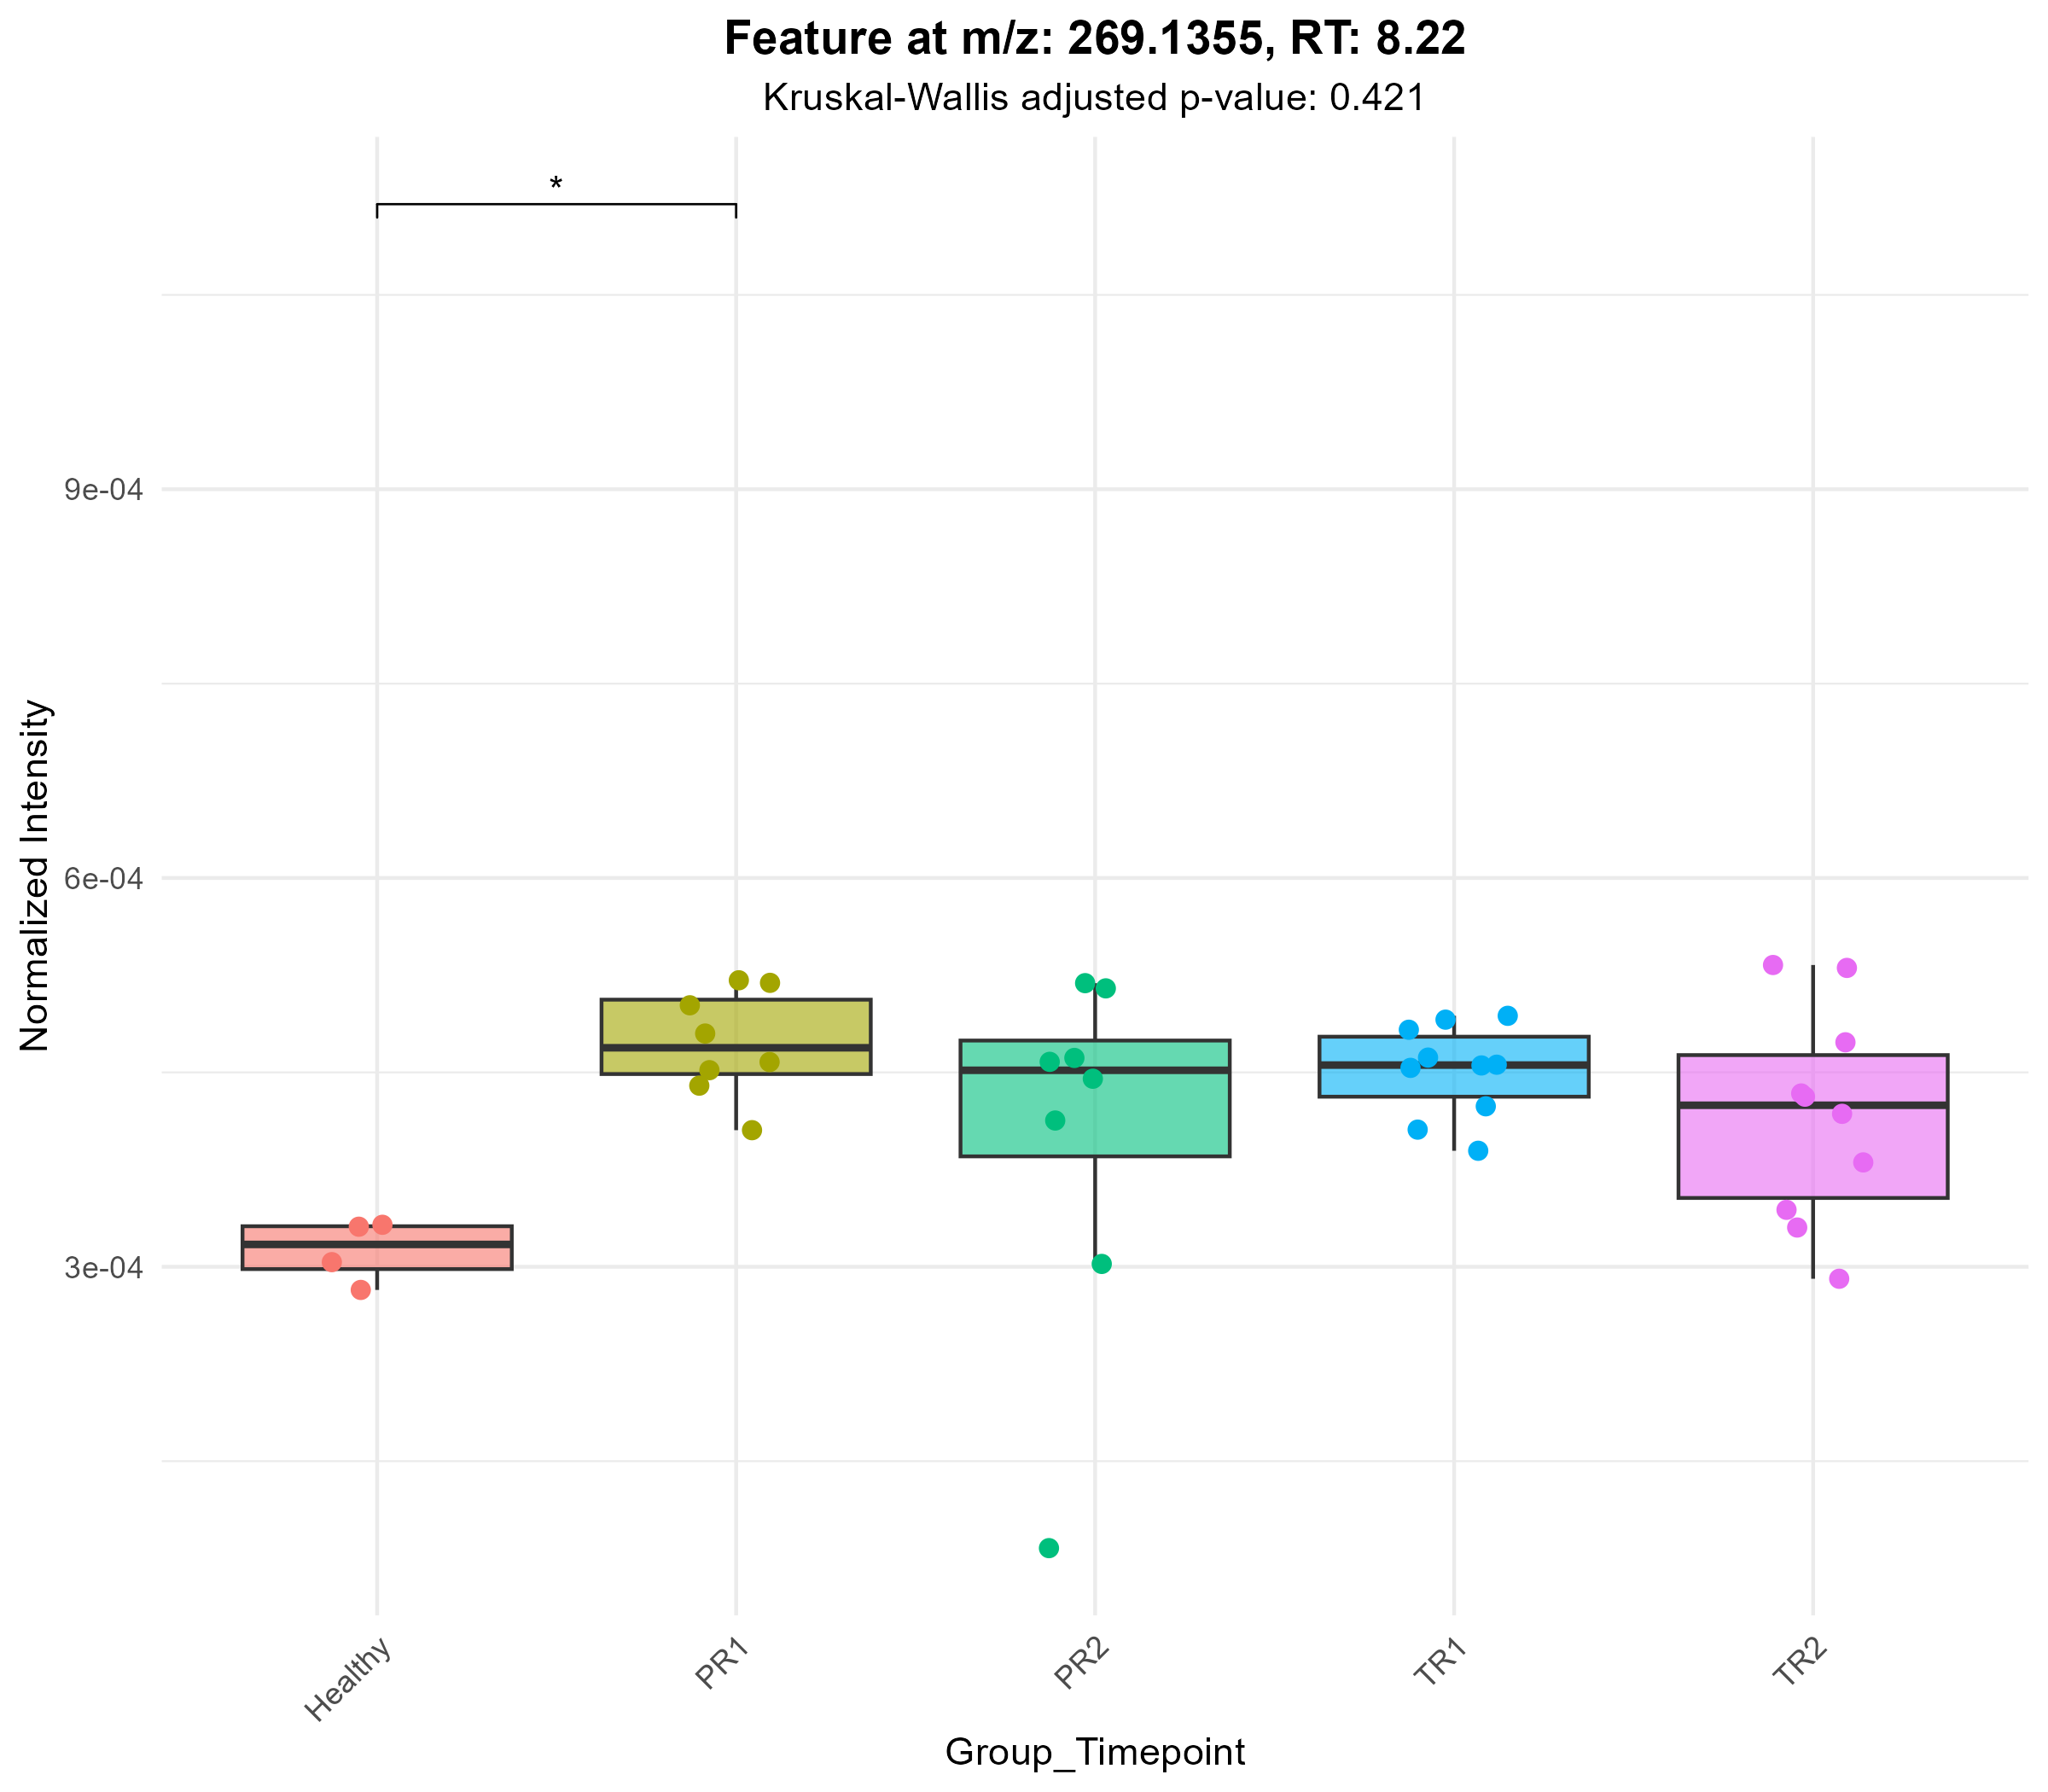 Feature at m/z: 269.1355, RT: 8.22
Kruskal-Wallis adjusted p-value: 0.421
*
9e-04
6e-04
3e-04
Normalized Intensity
Healthy
PR1
PR2
TR1
TR2
Group_Timepoint